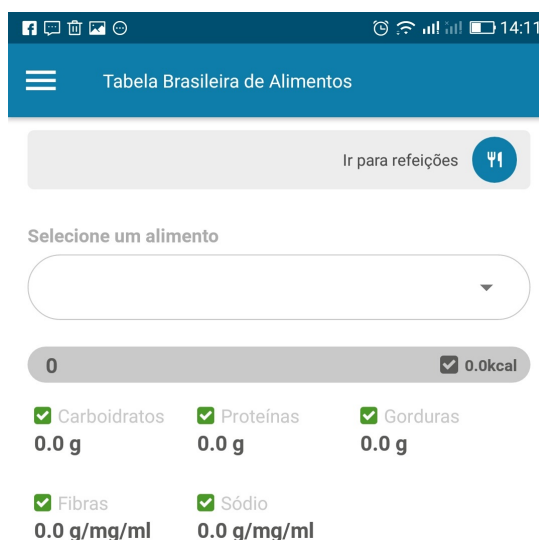 14:11
Tabela Brasileira de Alimentos
Ir para refeições
Selecione um alimento
0 0.0kcal
Carboidratos Proteínas Gorduras
0.0 g 0.0 g 0.0 g
Fibras Sódio
0.0 g/mg/ml 0.0 g/mg/ml